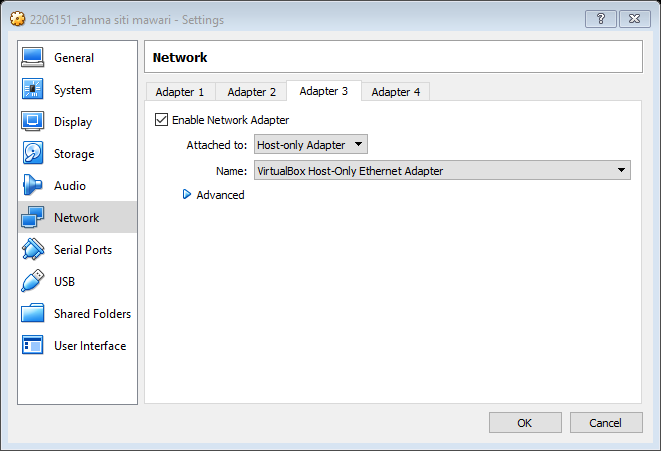 2206151_rahma siti mawari - Settings
?
General
System
Display
Storage
Audio
Network
Serial Ports
USB
Shared Folders
User Interface
Network
Adapter 1 Adapter 2 Adapter 3 Adapter 4
Enable Network Adapter
Attached to: Host-only Adapter
Name: VirtualBox Host-Only Ethernet Adapter
Advanced
OK Cancel